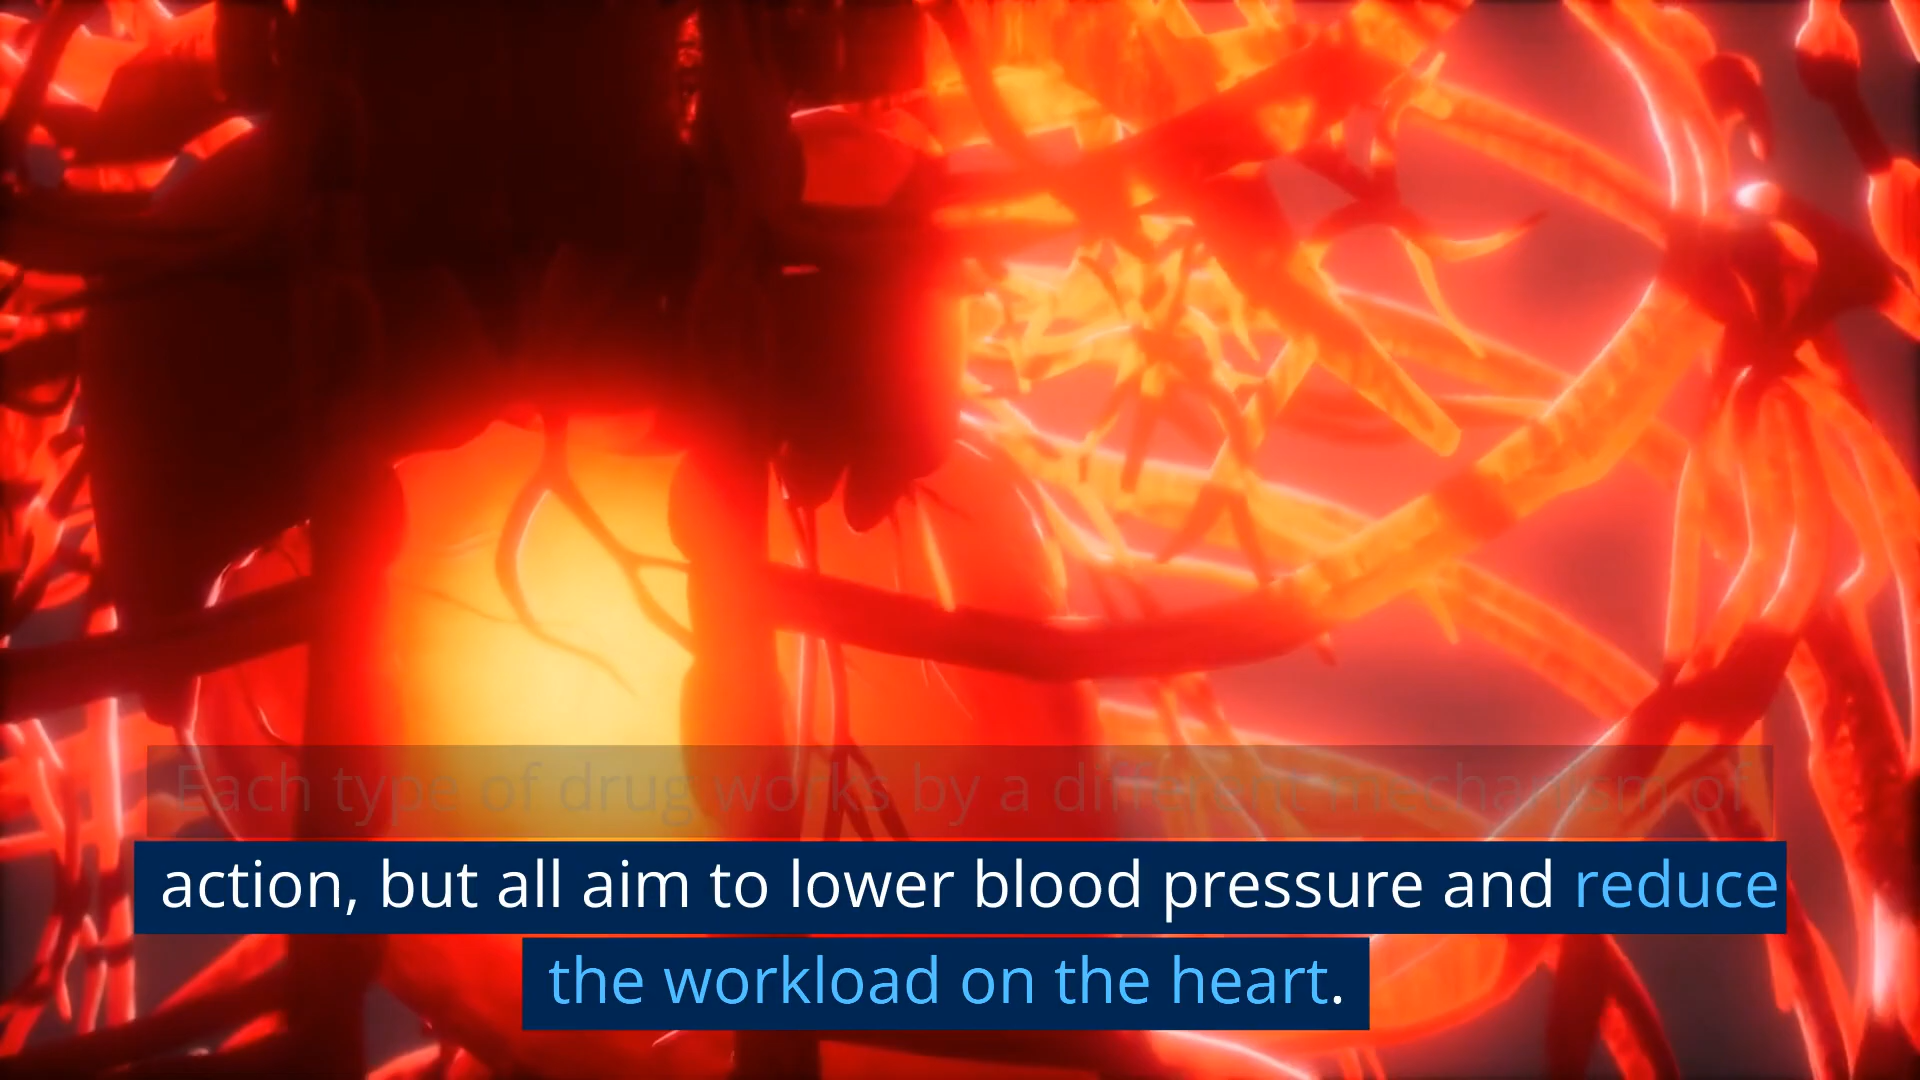 Each type of drug works by a different mechanism of
action, but all aim to lower blood pressure and reduce
the workload on the heart.